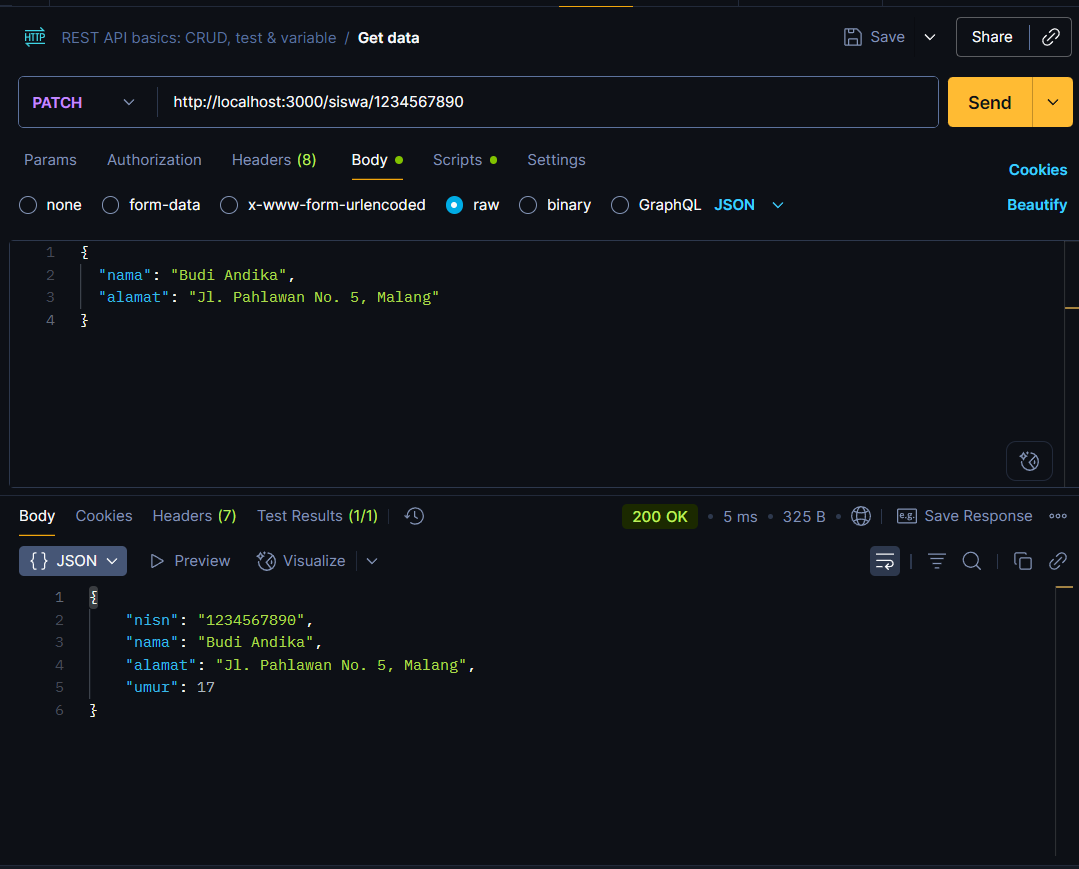 HTTP REST API basics: CRUD, test & variable / Get data Save Share
PATCH http://localhost:3000/siswa/1234567890 Send
Params Authorization Headers (8) Body Scripts Settings Cookies
none form-data x-www-form-urlencoded raw binary GraphQL JSON Beautify
1 {
2 "nama": "Budi Andika",
3 "alamat": "Jl. Pahlawan No. 5, Malang"
4 }
Body Cookies Headers (7) Test Results (1/1) 200 OK • 5 ms • 325 B • e.g. Save Response
{} JSON Preview Visualize
1 {
2 "nisn": "1234567890",
3 "nama": "Budi Andika",
4 "alamat": "Jl. Pahlawan No. 5, Malang",
5 "umur": 17
6 }